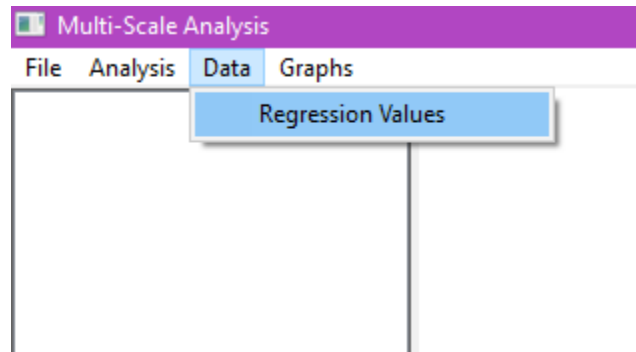 Multi-Scale Analysis
File Analysis Data Graphs
Regression Values